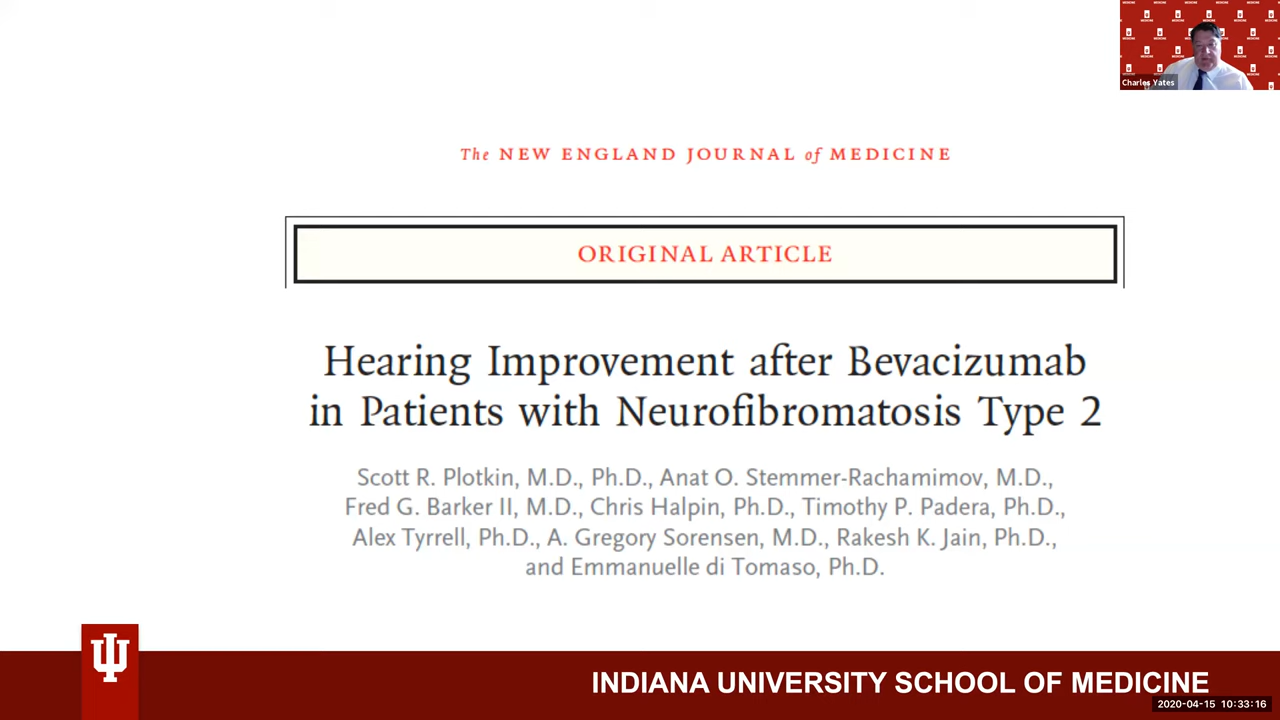 Charles Yates
The NEW ENGLAND JOURNAL of MEDICINE
ORIGINAL ARTICLE
Hearing Improvement after Bevacizumab
in Patients with Neurofibromatosis Type 2
Scott R. Plotkin, M.D., Ph.D., Anat O. Stemmer-Rachamimov, M.D.,
Fred G. Barker II, M.D., Chris Halpin, Ph.D., Timothy P. Padera, Ph.D.,
Alex Tyrrell, Ph.D., A. Gregory Sorensen, M.D., Rakesh K. Jain, Ph.D.,
and Emmanuelle di Tomaso, Ph.D.
INDIANA UNIVERSITY SCHOOL OF MEDICINE
2020-04-15 10:33:16